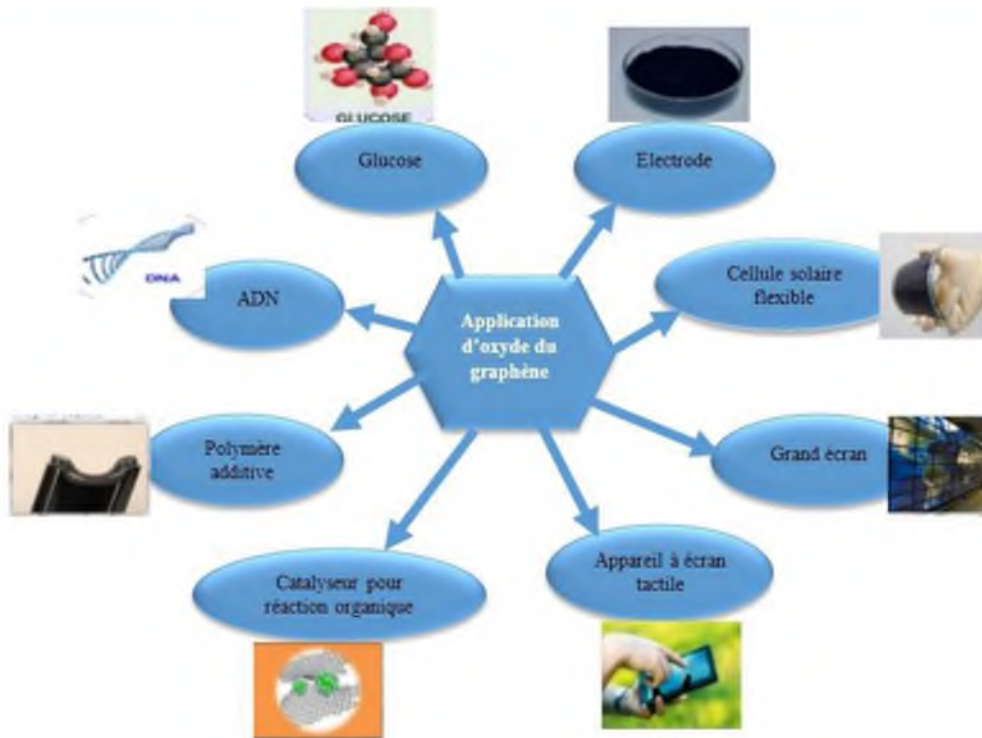 GLUCOSE
Glucose
Electrode
DNA
ADN
Cellule solaire
flexible
Application
d'oxyde du
graphène
Polymère
additive
Grand écran
Catalyseur pour
réaction organique
Appareil à écran
tactile